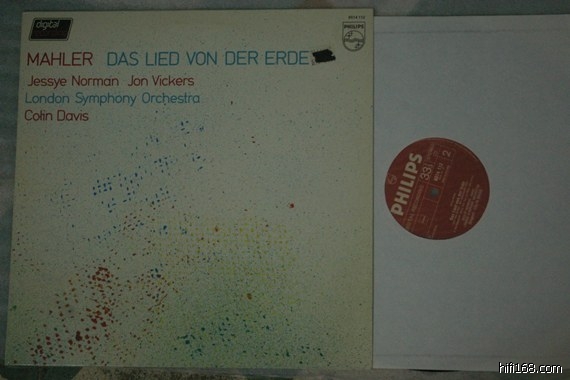 digital
PHILIPS
MAHLER DAS LIED VON DER ERDE
Jessye Norman Jon Vickers
London Symphony Orchestra
Colin Davis
PHILIPS
33
2
hifi168.com